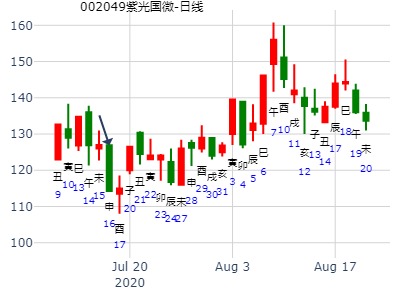 002049紫光国微-日线
160
150
140
130
120
110
100
丑 9
寅 10
巳 13
午 14
未 15
申 16
酉 17
子 20
丑 21
寅 22
卯 23
辰 24
未 27
申 28
酉 29
戌 30
亥 31
寅 3
卯 4
辰 5
巳 6
午 7
酉 10
戌 11
亥 12
子 13
丑 14
辰 17
巳 18
午 19
未 20
Jul 20
2020
Aug 3
Aug 17